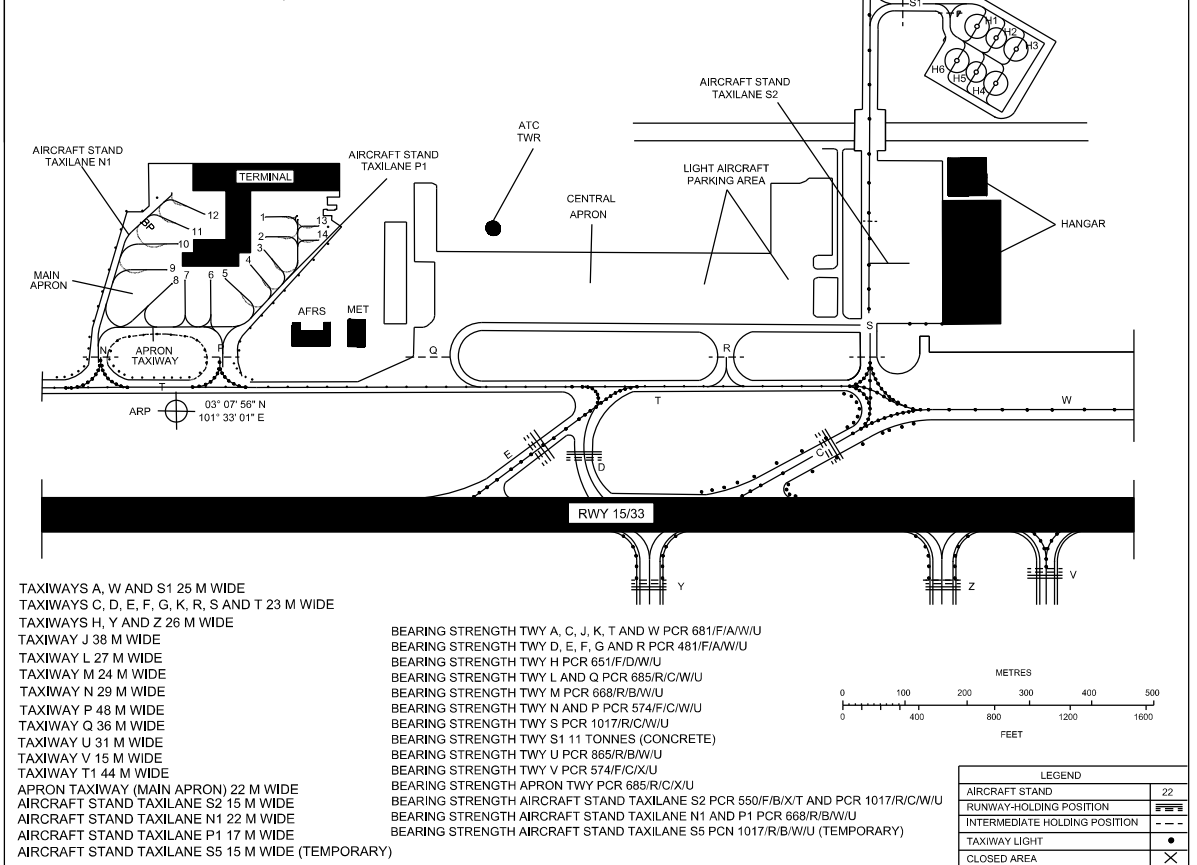 S1
H1
H2
H3
H6
H5
H4
AIRCRAFT STAND
TAXILANE S2
ATC
TWR
AIRCRAFT STAND
TAXILANE N1
AIRCRAFT STAND
TAXILANE P1
TERMINAL
LIGHT AIRCRAFT
PARKING AREA
CENTRAL
APRON
HANGAR
12
11
BP
10
9
8
7
6
5
4
3
2
1
13
14
MAIN
APRON
AFRS
MET
S
N
APRON
TAXIWAY
P
Q
R
T
T
W
ARP
03° 07' 56" N
101° 33' 01" E
E
D
C
RWY 15/33
Y
Z
V
TAXIWAYS A, W AND S1 25 M WIDE
TAXIWAYS C, D, E, F, G, K, R, S AND T 23 M WIDE
TAXIWAYS H, Y AND Z 26 M WIDE
TAXIWAY J 38 M WIDE
TAXIWAY L 27 M WIDE
TAXIWAY M 24 M WIDE
TAXIWAY N 29 M WIDE
TAXIWAY P 48 M WIDE
TAXIWAY Q 36 M WIDE
TAXIWAY U 31 M WIDE
TAXIWAY V 15 M WIDE
TAXIWAY T1 44 M WIDE
APRON TAXIWAY (MAIN APRON) 22 M WIDE
AIRCRAFT STAND TAXILANE S2 15 M WIDE
AIRCRAFT STAND TAXILANE N1 22 M WIDE
AIRCRAFT STAND TAXILANE P1 17 M WIDE
AIRCRAFT STAND TAXILANE S5 15 M WIDE (TEMPORARY)
BEARING STRENGTH TWY A, C, J, K, T AND W PCR 681/F/A/W/U
BEARING STRENGTH TWY D, E, F, G AND R PCR 481/F/A/W/U
BEARING STRENGTH TWY H PCR 651/F/D/W/U
BEARING STRENGTH TWY L AND Q PCR 685/R/C/W/U
BEARING STRENGTH TWY M PCR 668/R/B/W/U
BEARING STRENGTH TWY N AND P PCR 574/F/C/W/U
BEARING STRENGTH TWY S PCR 1017/R/C/W/U
BEARING STRENGTH TWY S1 11 TONNES (CONCRETE)
BEARING STRENGTH TWY U PCR 865/R/B/W/U
BEARING STRENGTH TWY V PCR 574/F/C/X/U
BEARING STRENGTH APRON TWY PCR 685/R/C/X/U
BEARING STRENGTH AIRCRAFT STAND TAXILANE S2 PCR 550/F/B/X/T AND PCR 1017/R/C/W/U
BEARING STRENGTH AIRCRAFT STAND TAXILANE N1 AND P1 PCR 668/R/B/W/U
BEARING STRENGTH AIRCRAFT STAND TAXILANE S5 PCN 1017/R/B/W/U (TEMPORARY)
METRES
0 100 200 300 400 500
0 400 800 1200 1600
FEET
LEGEND
AIRCRAFT STAND 22
RUNWAY-HOLDING POSITION
INTERMEDIATE HOLDING POSITION
TAXIWAY LIGHT
CLOSED AREA